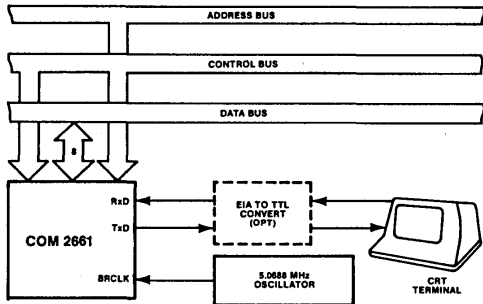 ADDRESS BUS
CONTROL BUS
DATA BUS
8
COM 2661
RxD
TxD
BRCLK
EIA TO TTL
CONVERT
(OPT)
5.0688 MHz
OSCILLATOR
CRT
TERMINAL